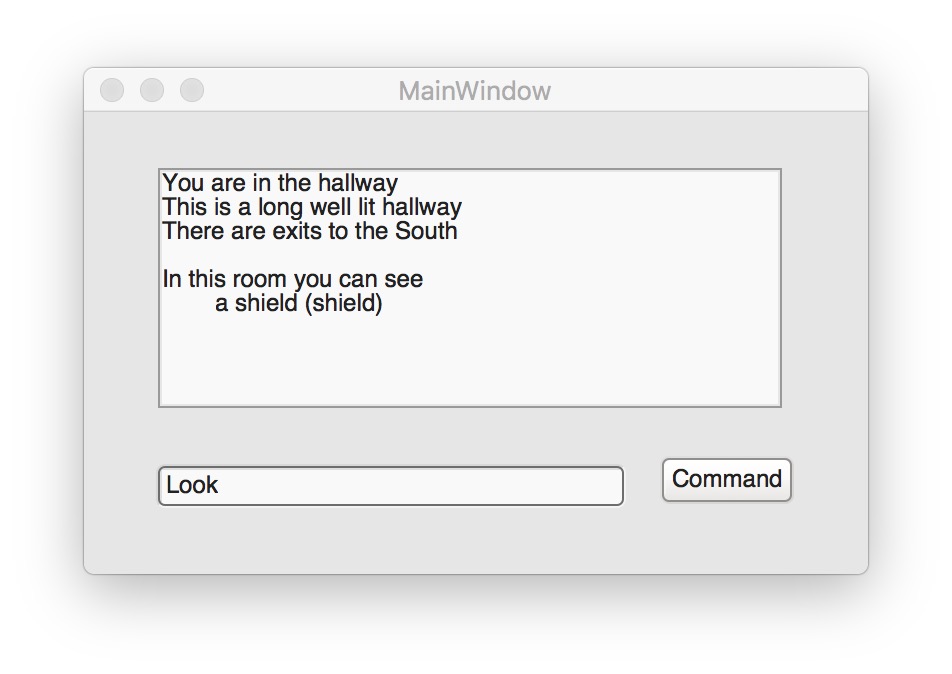 MainWindow
You are in the hallway
This is a long well lit hallway
There are exits to the South
In this room you can see
a shield (shield)
Look
Command